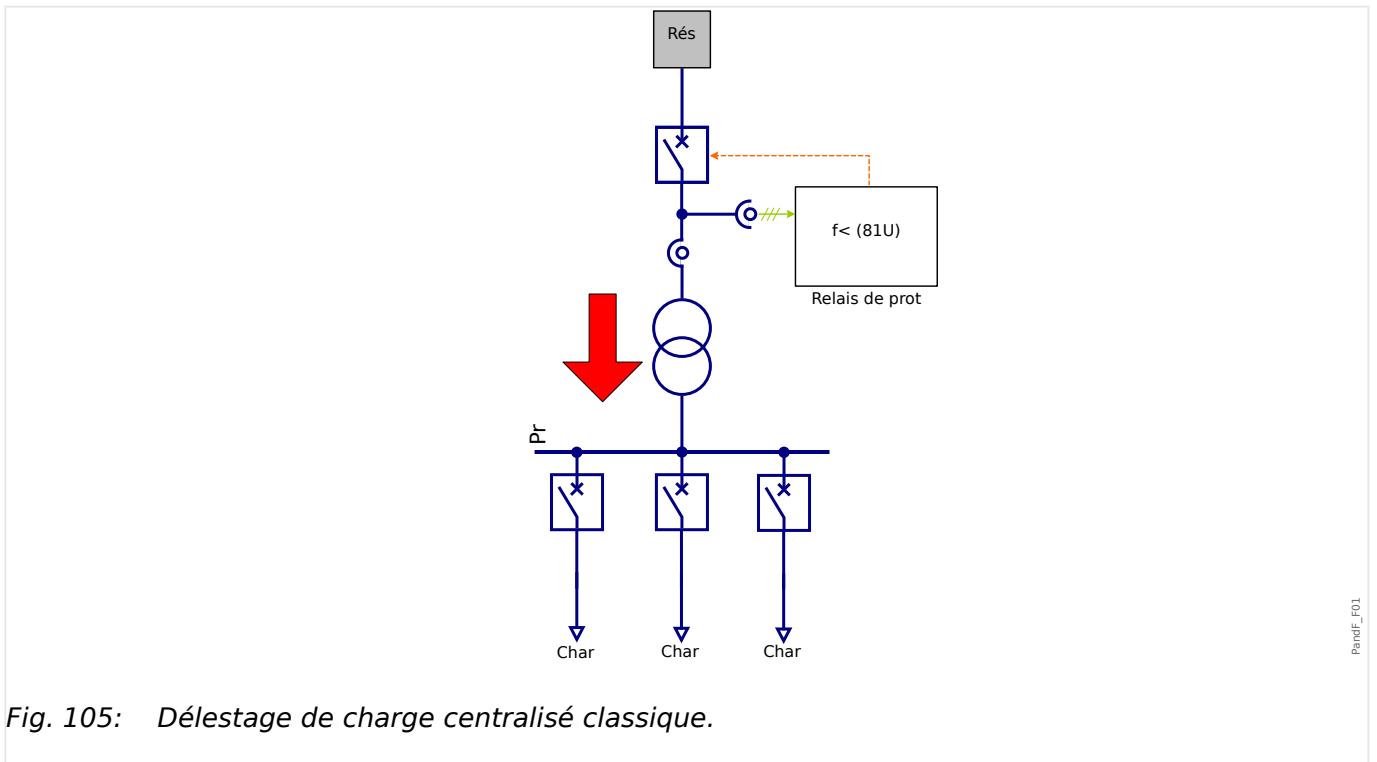 Rés
f< (81U)
Relais de prot
Pr
Char
Char
Char
PandF_F01
Fig. 105: Délestage de charge centralisé classique.